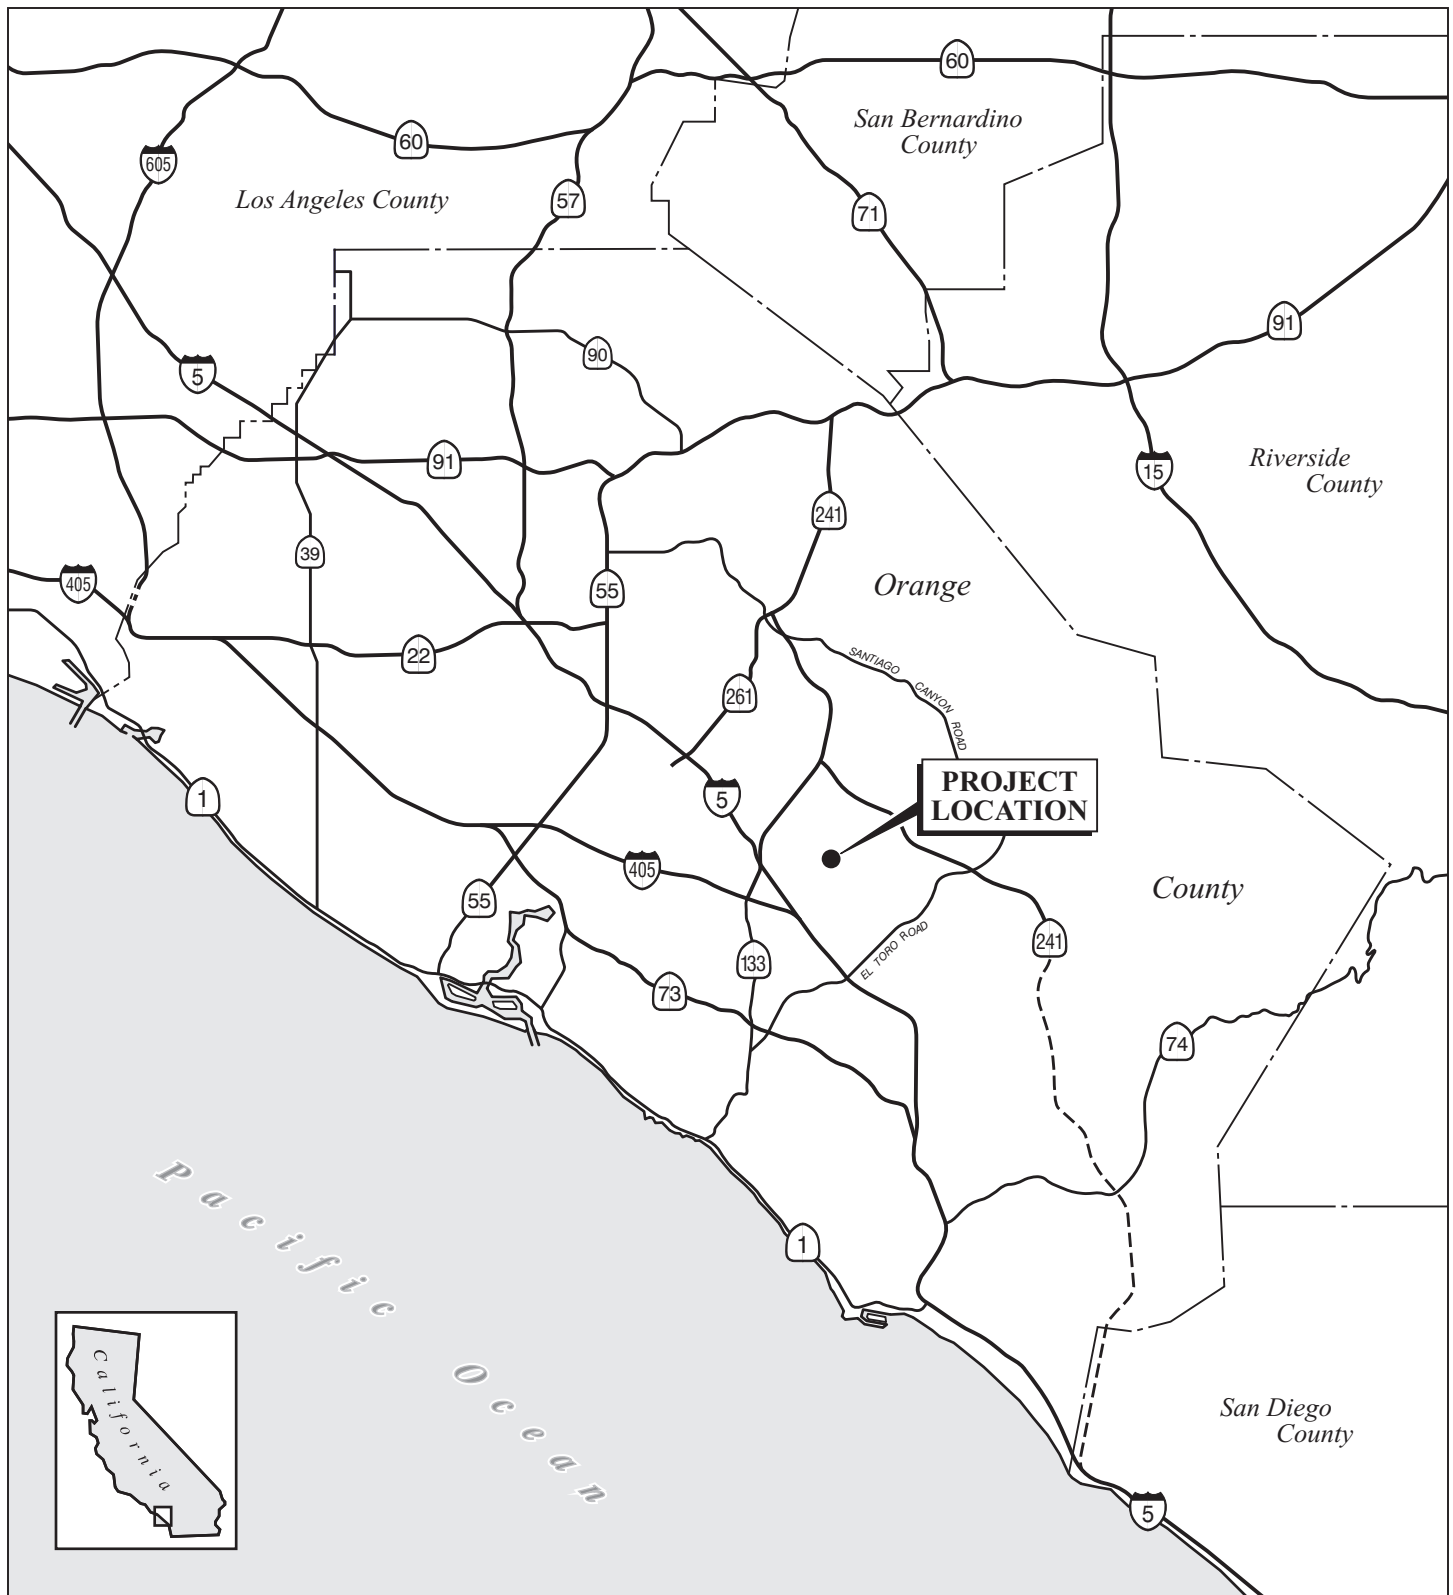 60
San Bernardino
County
60
605
57
Los Angeles County
71
91
90
5
91
15
Riverside
County
241
39
405
55
Orange
22
SANTIAGO CANYON ROAD
261
PROJECT
LOCATION
1
5
405
County
55
EL TORO ROAD
241
133
73
74
Pacific
1
Ocean
California
San Diego
County
5